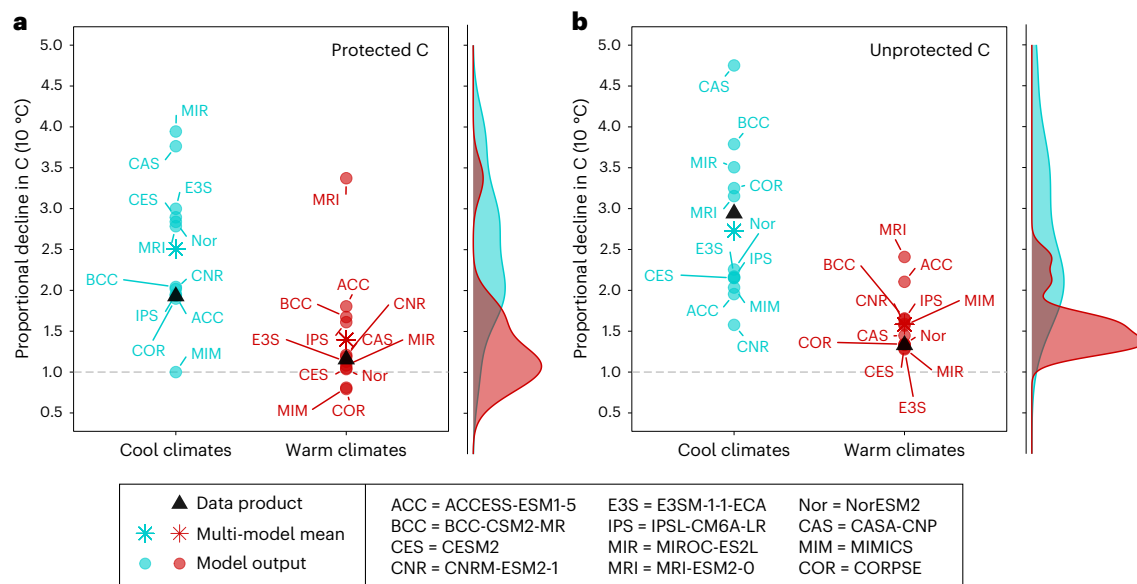 a
Protected C
Proportional decline in C (10 °C)
5.0
4.5
4.0
3.5
3.0
2.5
2.0
1.5
1.0
0.5
MIR
CAS
E3S
CES
MRI
Nor
BCC
CNR
IPS
ACC
COR
MIM
MRI
ACC
BCC
CNR
E3S
IPS
CAS
MIR
CES
Nor
MIM
COR
Cool climates
Warm climates
b
Unprotected C
Proportional decline in C (10 °C)
5.0
4.5
4.0
3.5
3.0
2.5
2.0
1.5
1.0
0.5
CAS
BCC
MIR
COR
MRI
Nor
E3S
IPS
CES
ACC
MIM
CNR
MRI
BCC
ACC
CNR
IPS
MIM
COR
CAS
Nor
CES
MIR
E3S
Cool climates
Warm climates
Data product
Multi-model mean
Model output
ACC = ACCESS-ESM1-5
BCC = BCC-CSM2-MR
CES = CESM2
CNR = CNRM-ESM2-1
E3S = E3SM-1-1-ECA
IPS = IPSL-CM6A-LR
MIR = MIROC-ES2L
MRI = MRI-ESM2-0
Nor = NorESM2
CAS = CASA-CNP
MIM = MIMICS
COR = CORPSE